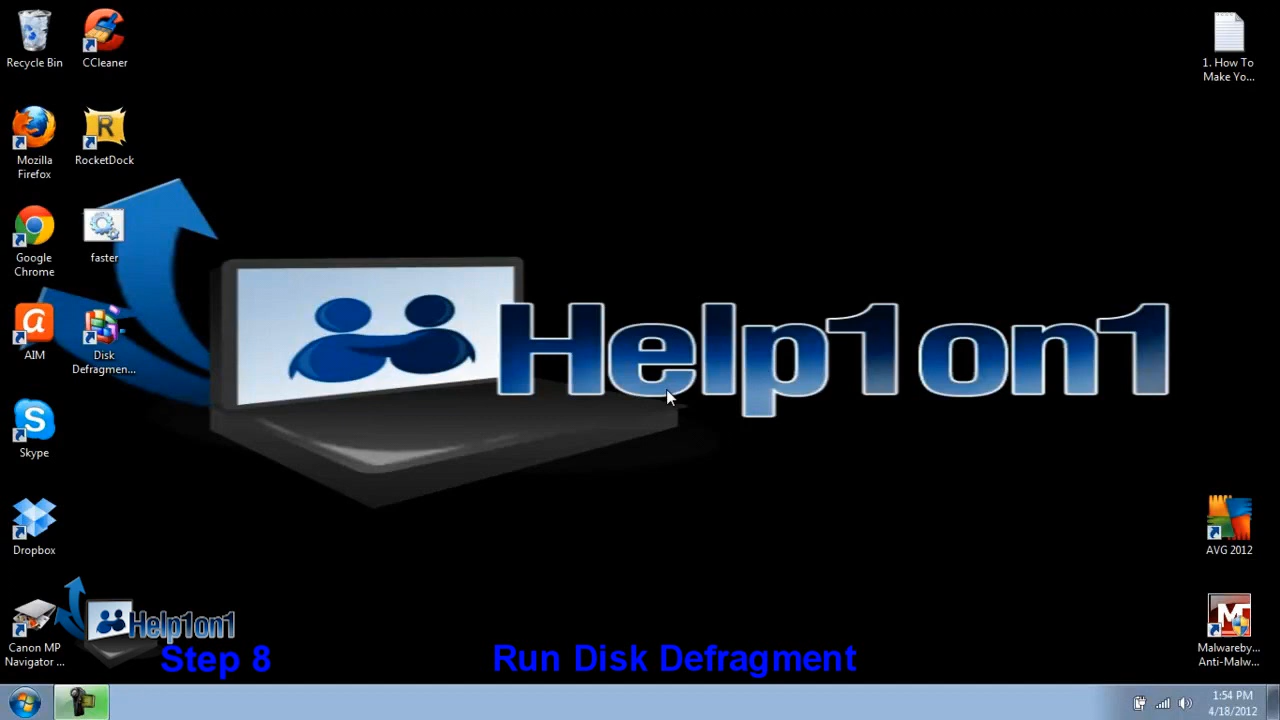 Recycle Bin
CCleaner
1. How To
Make Yo...
Mozilla
Firefox
R
RocketDock
Google
Chrome
faster
a
AIM
Disk
Defragmen...
Help1on1
S
Skype
Dropbox
AVG 2012
Canon MP
Navigator ...
Help1on1
M
Malwareby...
Anti-Malw...
Step 8
Run Disk Defragment
1:54 PM
4/18/2012